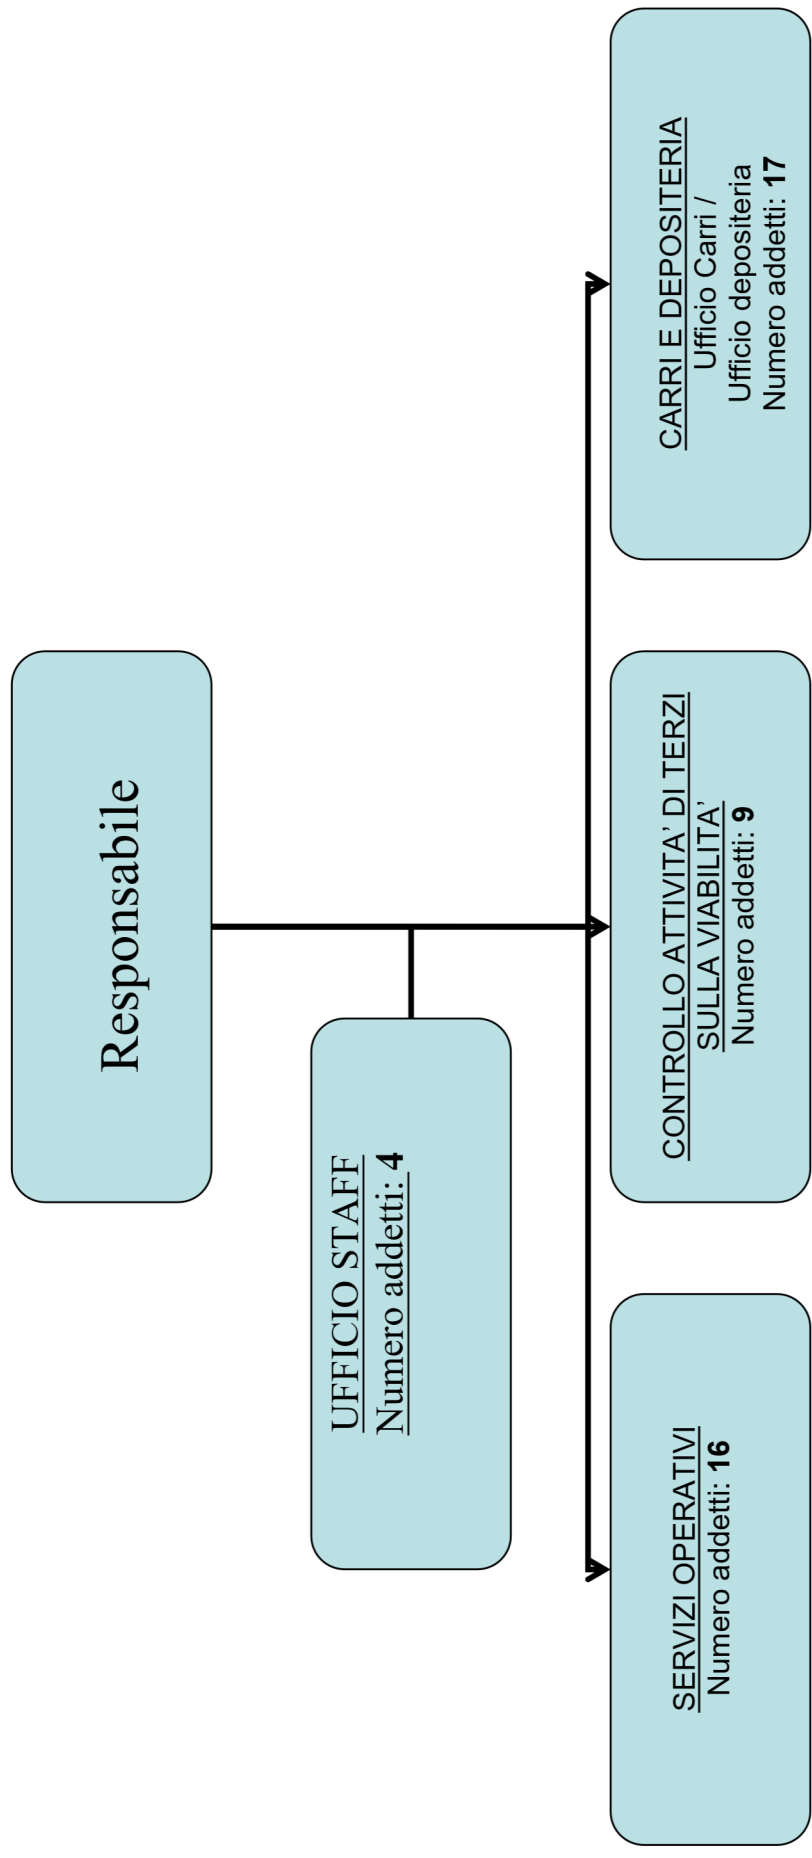 Responsabile
UFFICIO STAFF
Numero addetti: 4
SERVIZI OPERATIVI
Numero addetti: 16
CONTROLLO ATTIVITA’ DI TERZI
SULLA VIABILITA’
Numero addetti: 9
CARRI E DEPOSITERIA
Ufficio Carri /
Ufficio depositeria
Numero addetti: 17